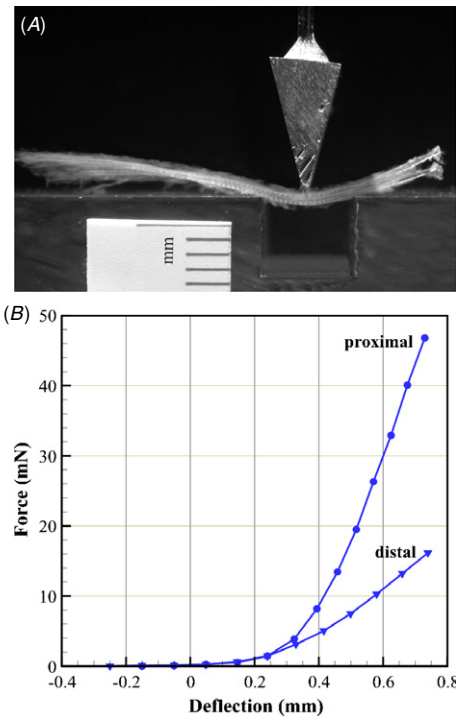 (A)
mm
(B)
50
40
30
20
10
0
Force (mN)
proximal
distal
-0.4 -0.2 0 0.2 0.4 0.6 0.8
Deflection (mm)